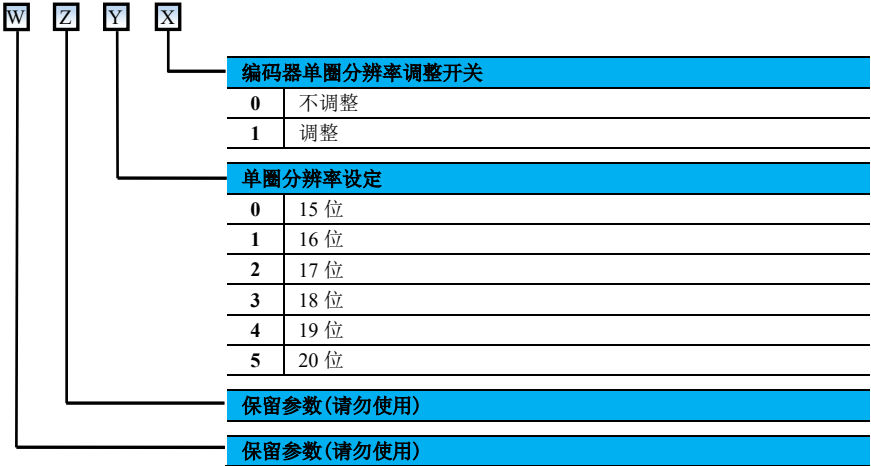 W Z Y X
编码器单圈分辨率调整开关
0 不调整
1 调整
单圈分辨率设定
0 15 位
1 16 位
2 17 位
3 18 位
4 19 位
5 20 位
保留参数(请勿使用)
保留参数(请勿使用)